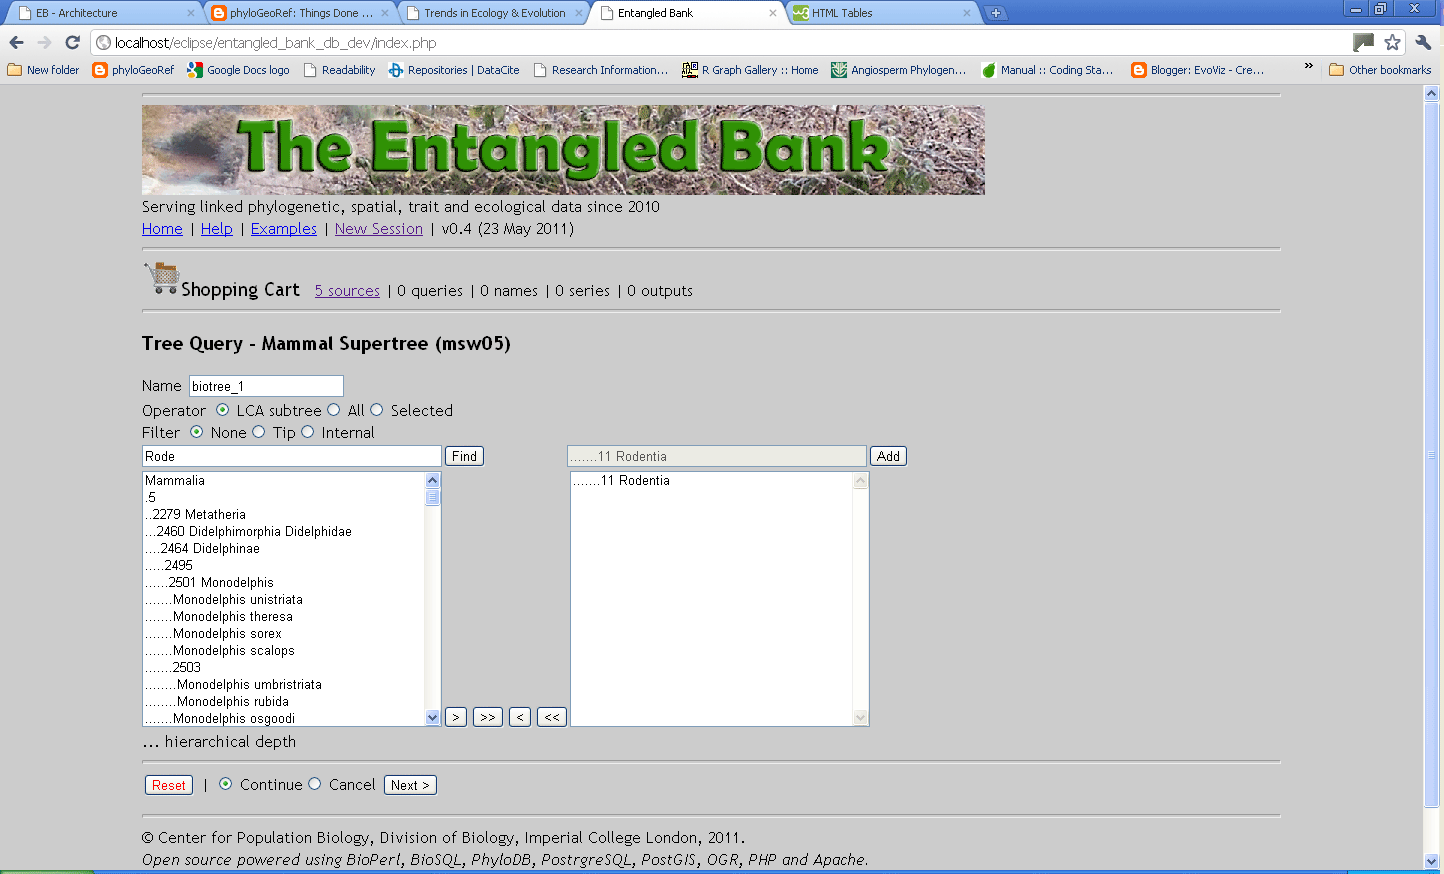 EB - Architecture
phyloGeoRef: Things Done ...
Trends in Ecology & Evolution
Entangled Bank
HTML Tables
localhost/eclipse/entangled_bank_db_dev/index.php
New folder
phyloGeoRef
Google Docs logo
Readability
Repositories | DataCite
Research Information...
R Graph Gallery :: Home
Angiosperm Phylogen...
Manual :: Coding Sta...
Blogger: EvoViz - Cre...
»
Other bookmarks
The Entangled Bank
Serving linked phylogenetic, spatial, trait and ecological data since 2010
Home | Help | Examples | New Session | v0.4 (23 May 2011)
Shopping Cart 5 sources | 0 queries | 0 names | 0 series | 0 outputs
Tree Query - Mammal Supertree (msw05)
Name biotree_1
Operator LCA subtree All Selected
Filter None Tip Internal
Rode Find .......11 Rodentia Add
Mammalia
.5
..2279 Metatheria
...2460 Didelphimorphia Didelphidae
....2464 Didelphinae
.....2495
......2501 Monodelphis
.......Monodelphis unistriata
.......Monodelphis theresa
.......Monodelphis sorex
.......Monodelphis scalops
.......2503
........Monodelphis umbristriata
........Monodelphis rubida
.......Monodelphis osgoodi
> >> < <<
.......11 Rodentia
... hierarchical depth
Reset | Continue Cancel Next >
© Center for Population Biology, Division of Biology, Imperial College London, 2011.
Open source powered using BioPerl, BioSQL, PhyloDB, PostrgreSQL, PostGIS, OGR, PHP and Apache.